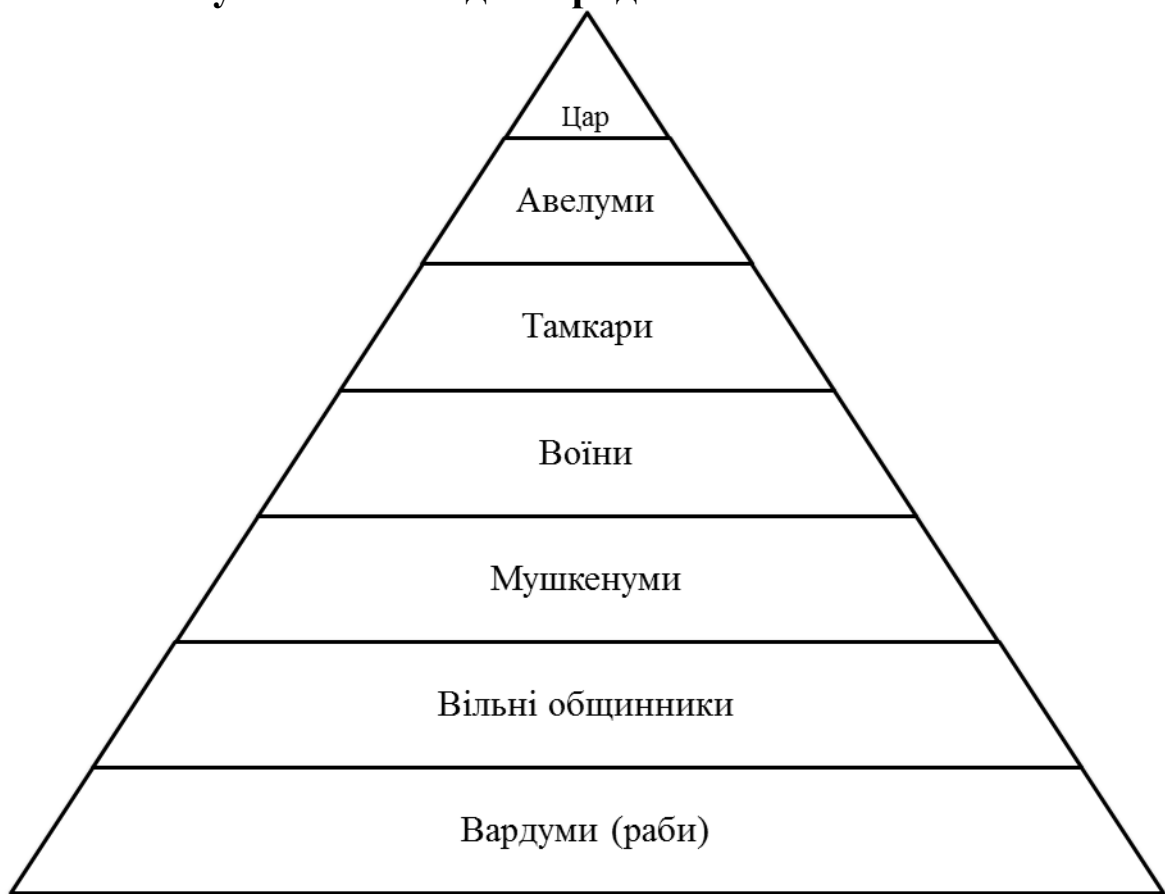 Цар
Авелуми
Тамкари
Воїни
Мушкенуми
Вільні общинники
Вардуми (раби)